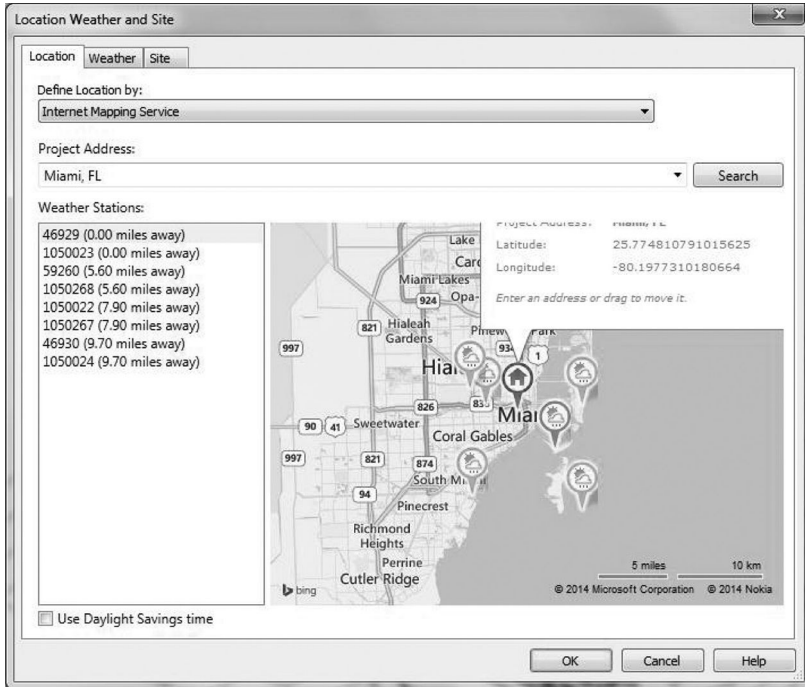 Location Weather and Site
x
Location Weather Site
Define Location by:
Internet Mapping Service
Project Address:
Miami, FL
Search
Weather Stations:
46929 (0.00 miles away)
1050023 (0.00 miles away)
59260 (5.60 miles away)
1050268 (5.60 miles away)
1050022 (7.90 miles away)
1050267 (7.90 miles away)
46930 (9.70 miles away)
1050024 (9.70 miles away)
Project Address: Miami, FL
Latitude: 25.774810791015625
Longitude: -80.1977310180664
Enter an address or drag to move it.
Lake
Miami Lakes
924
Opa-
821
Hialeah
Gardens
Park
997
1
826
90
41
Sweetwater
Coral Gables
997
821
874
94
Pinecrest
Richmond
Heights
Perrine
Cutler Ridge
bing
5 miles
10 km
© 2014 Microsoft Corporation © 2014 Nokia
Use Daylight Savings time
OK
Cancel
Help